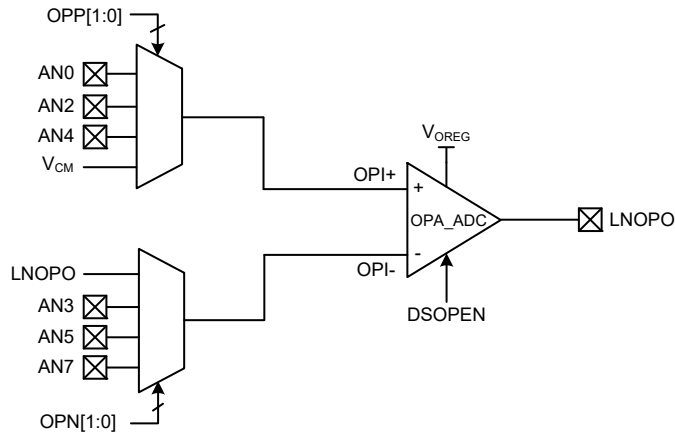 OPP[1:0]
AN0
AN2
AN4
VCM
VOREG
OPI+
+
OPA_ADC
LNOPO
-
OPI-
LNOPO
AN3
DSOPEN
AN5
AN7
OPN[1:0]